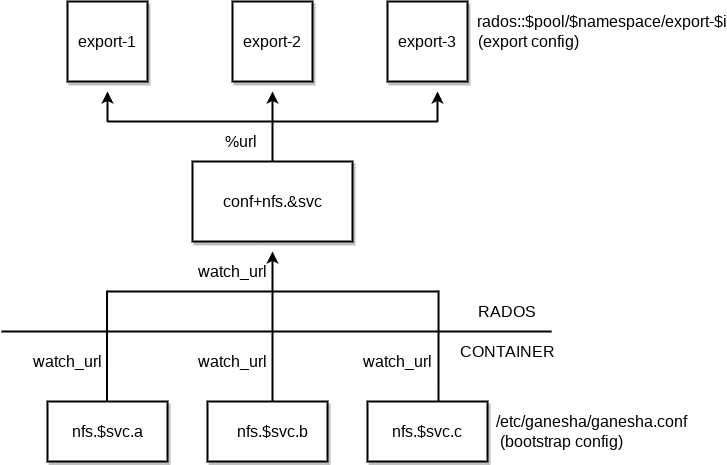 export-1
export-2
export-3
rados::$pool/$namespace/export-$i
(export config)
%url
conf+nfs.&svc
watch_url
RADOS
CONTAINER
watch_url
watch_url
watch_url
nfs.$svc.a
nfs.$svc.b
nfs.$svc.c
/etc/ganesha/ganesha.conf
(bootstrap config)